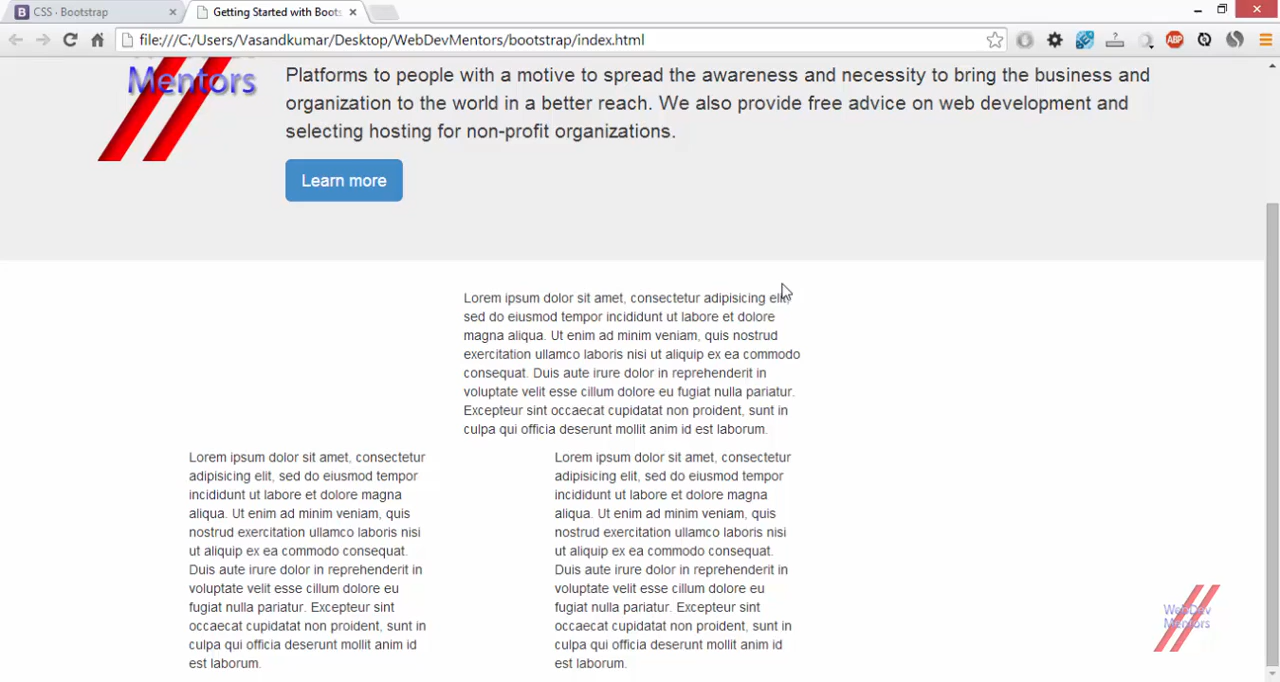 CSS · Bootstrap
Getting Started with Boots
file:///C:/Users/Vasandkumar/Desktop/WebDevMentors/bootstrap/index.html
ABP
Mentors
Platforms to people with a motive to spread the awareness and necessity to bring the business and
organization to the world in a better reach. We also provide free advice on web development and
selecting hosting for non-profit organizations.
Learn more
Lorem ipsum dolor sit amet, consectetur adipisicing elit,
sed do eiusmod tempor incididunt ut labore et dolore
magna aliqua. Ut enim ad minim veniam, quis nostrud
exercitation ullamco laboris nisi ut aliquip ex ea commodo
consequat. Duis aute irure dolor in reprehenderit in
voluptate velit esse cillum dolore eu fugiat nulla pariatur.
Excepteur sint occaecat cupidatat non proident, sunt in
culpa qui officia deserunt mollit anim id est laborum.
Lorem ipsum dolor sit amet, consectetur
adipisicing elit, sed do eiusmod tempor
incididunt ut labore et dolore magna
aliqua. Ut enim ad minim veniam, quis
nostrud exercitation ullamco laboris nisi
ut aliquip ex ea commodo consequat.
Duis aute irure dolor in reprehenderit in
voluptate velit esse cillum dolore eu
fugiat nulla pariatur. Excepteur sint
occaecat cupidatat non proident, sunt in
culpa qui officia deserunt mollit anim id
est laborum.
Lorem ipsum dolor sit amet, consectetur
adipisicing elit, sed do eiusmod tempor
incididunt ut labore et dolore magna
aliqua. Ut enim ad minim veniam, quis
nostrud exercitation ullamco laboris nisi
ut aliquip ex ea commodo consequat.
Duis aute irure dolor in reprehenderit in
voluptate velit esse cillum dolore eu
fugiat nulla pariatur. Excepteur sint
occaecat cupidatat non proident, sunt in
culpa qui officia deserunt mollit anim id
est laborum.
WebDev
Mentors